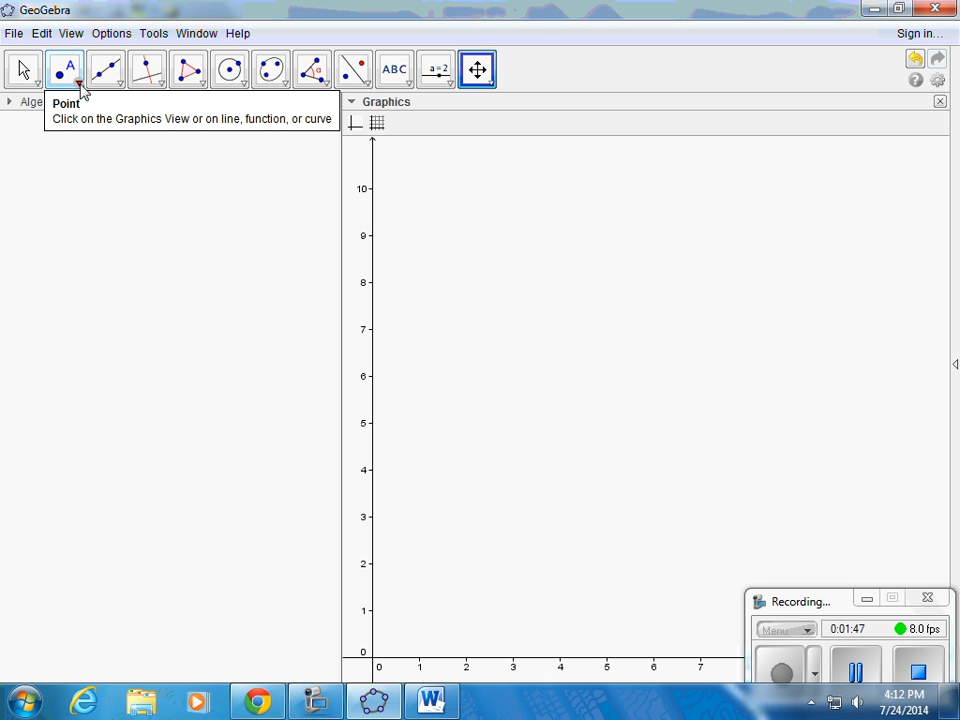 GeoGebra
File Edit View Options Tools Window Help Sign in...
A α ABC a=2
Alge
Point
Click on the Graphics View or on line, function, or curve
Graphics
10
9
8
7
6
5
4
3
2
1
0
0 1 2 3 4 5 6 7
Recording...
Menu 0:01:47 8.0 fps
W
4:12 PM
7/24/2014